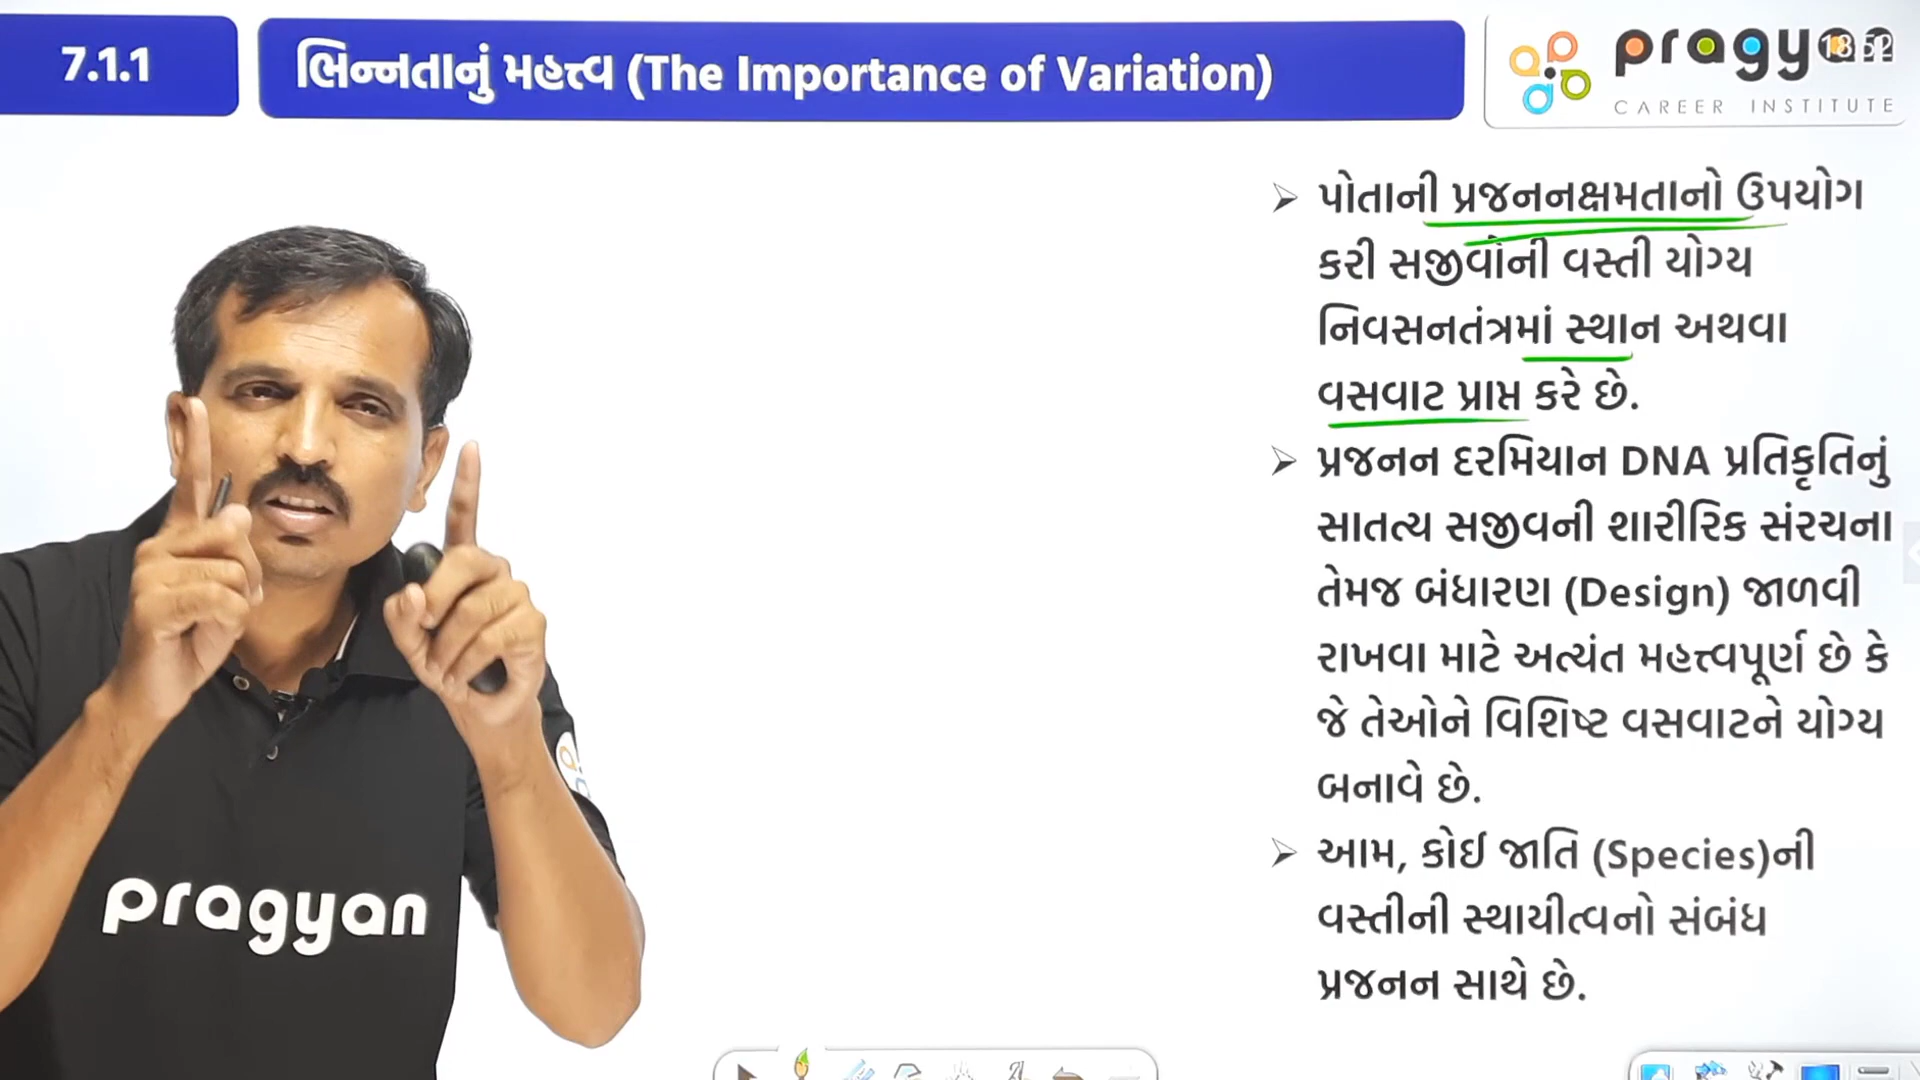 7.1.1
ભિન્નતાનું મહત્ત્વ (The Importance of Variation)
pragyan
CAREER INSTITUTE
18:52
પોતાની પ્રજનનક્ષમતાનો ઉપયોગ
કરી સજીવોની વસ્તી યોગ્ય
નિવસનતંત્રમાં સ્થાન અથવા
વસવાટ પ્રાપ્ત કરે છે.
પ્રજનન દરમિયાન DNA પ્રતિકૃતિનું
સાતત્ય સજીવની શારીરિક સંરચના
તેમજ બંધારણ (Design) જાળવી
રાખવા માટે અત્યંત મહત્ત્વપૂર્ણ છે કે
જે તેઓને વિશિષ્ટ વસવાટને યોગ્ય
બનાવે છે.
આમ, કોઈ જાતિ (Species)ની
વસ્તીની સ્થાયીત્વનો સંબંધ
પ્રજનન સાથે છે.
pragyan